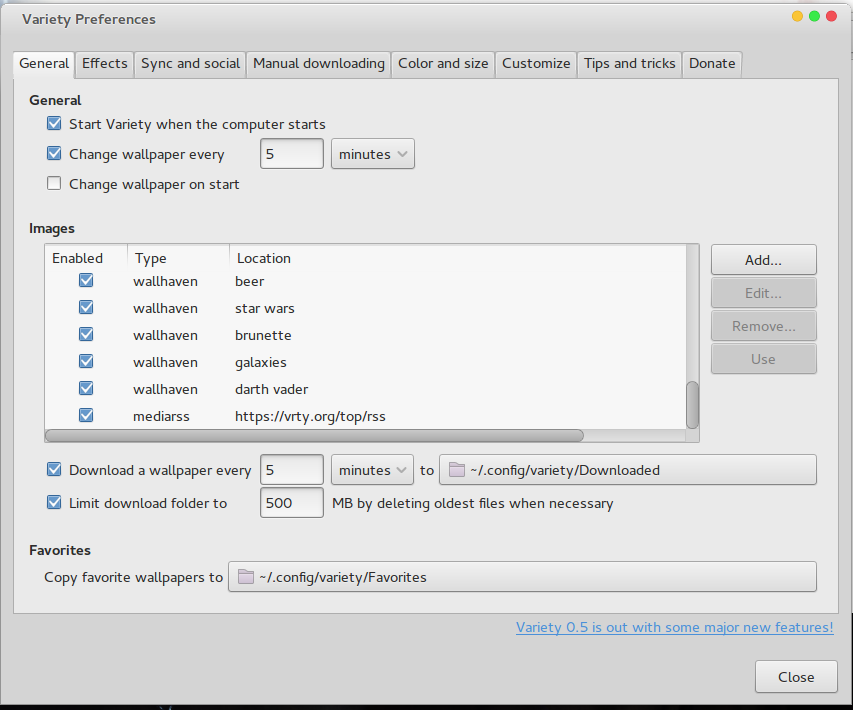 Variety Preferences
General Effects Sync and social Manual downloading Color and size Customize Tips and tricks Donate
General
Start Variety when the computer starts
Change wallpaper every 5 minutes
Change wallpaper on start
Images
Enabled Type Location
Add...
wallhaven beer
Edit...
wallhaven star wars
Remove...
wallhaven brunette
Use
wallhaven galaxies
wallhaven darth vader
mediarss https://vrty.org/top/rss
Download a wallpaper every 5 minutes to ~/.config/variety/Downloaded
Limit download folder to 500 MB by deleting oldest files when necessary
Favorites
Copy favorite wallpapers to ~/.config/variety/Favorites
Variety 0.5 is out with some major new features!
Close